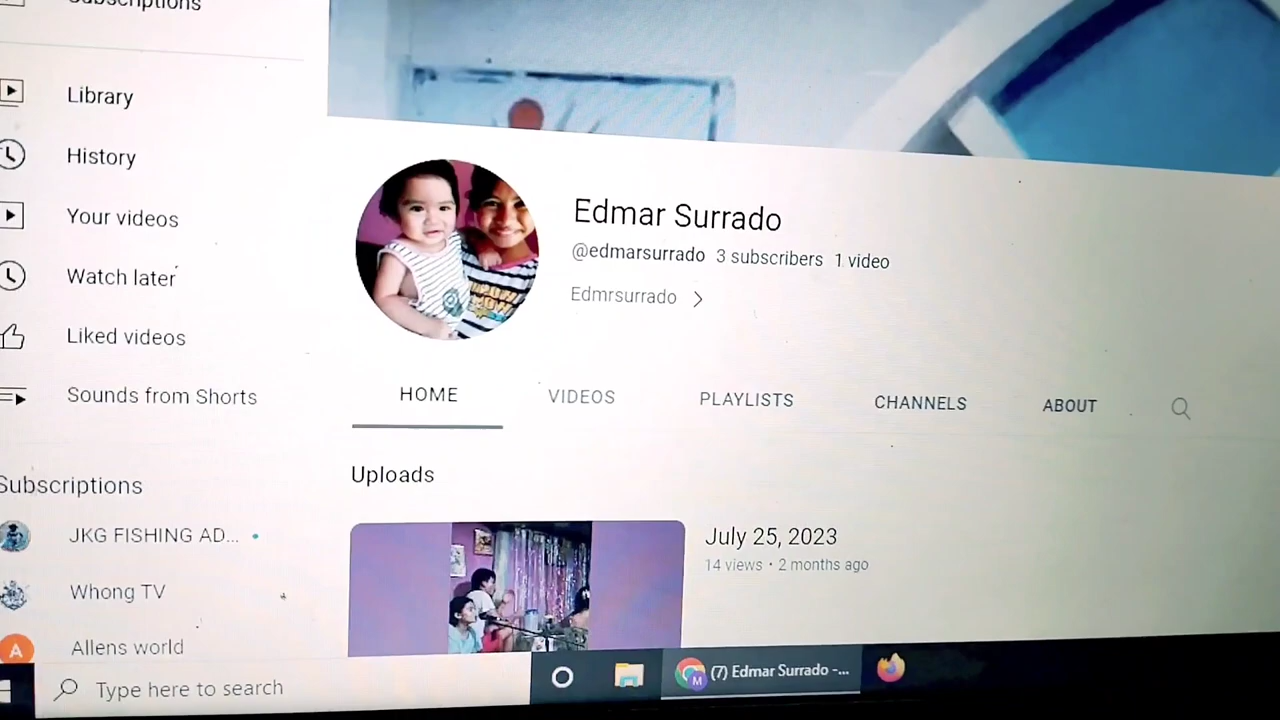 Subscriptions
Library
History
Your videos
Watch later
Liked videos
Sounds from Shorts
Subscriptions
JKG FISHING AD...
Whong TV
A
Allens world
Edmar Surrado
@edmarsurrado 3 subscribers 1 video
Edmrsurrado
HOME VIDEOS PLAYLISTS CHANNELS ABOUT
Uploads
July 25, 2023
14 views • 2 months ago
Type here to search
M
(7) Edmar Surrado -...